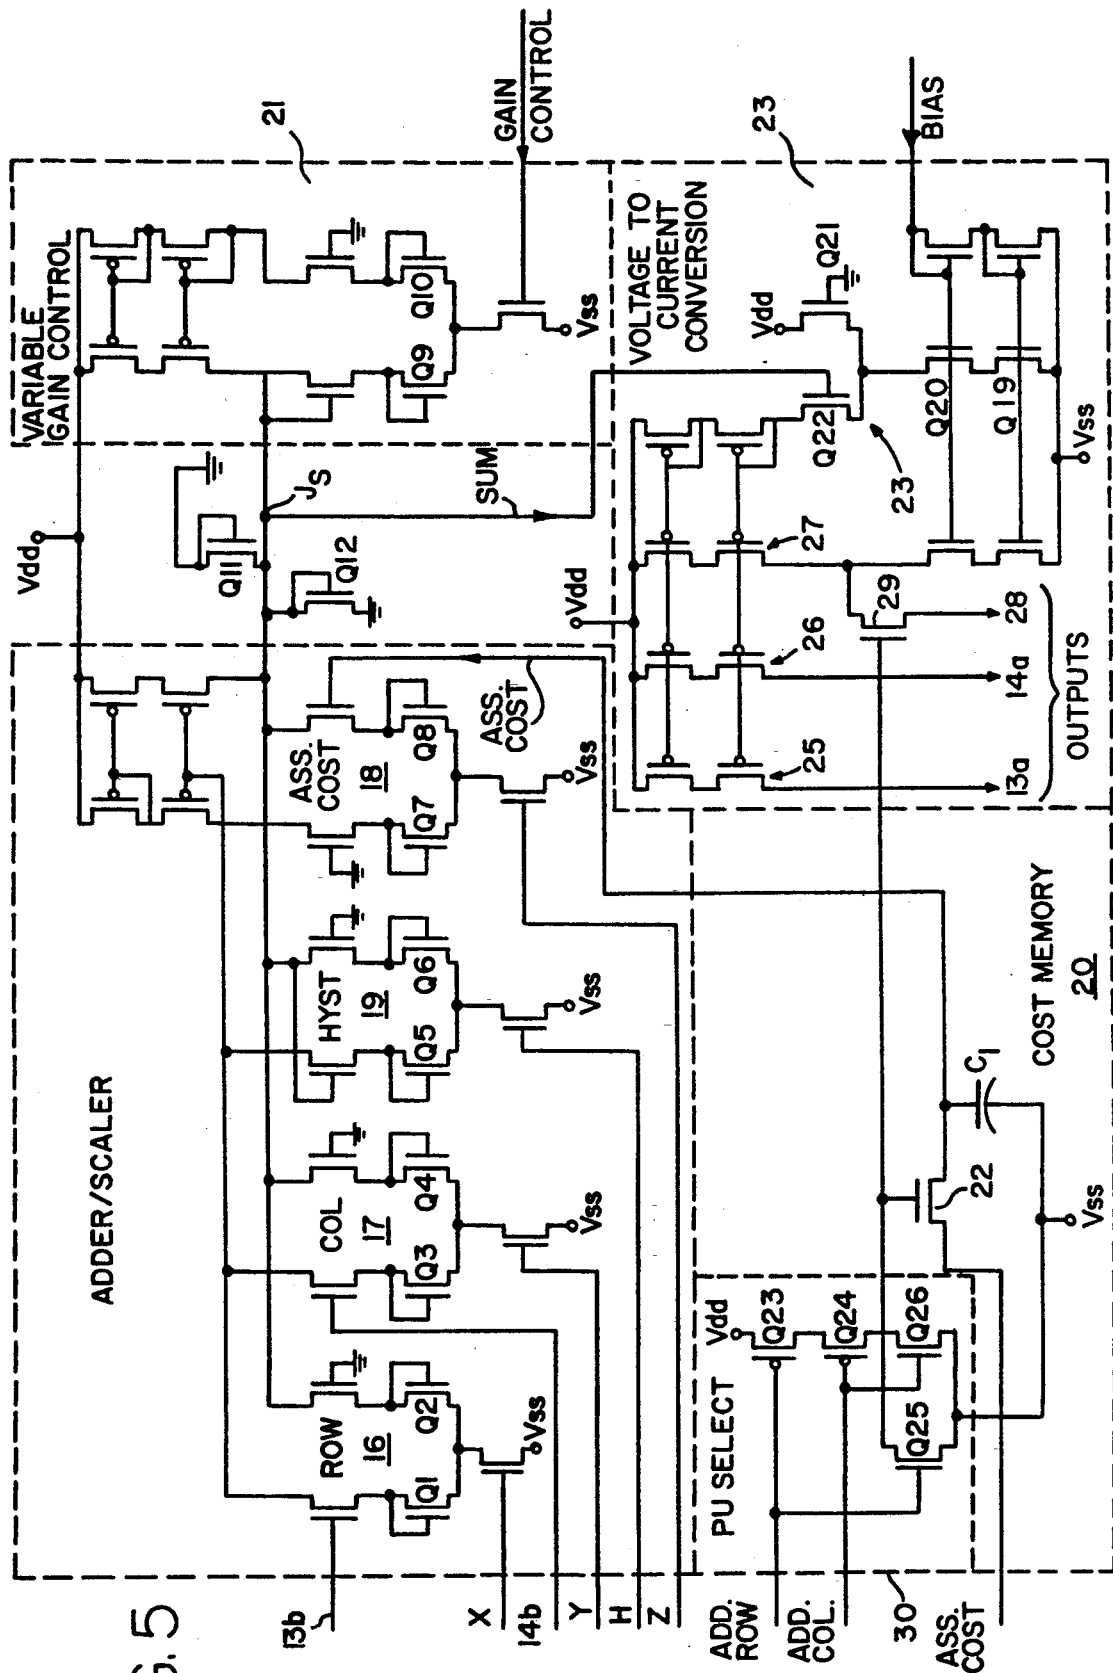 G. 5
ADDER/SCALER
Vdd
VARIABLE
GAIN CONTROL
21
Q11
Q12
JS
SUM
GAIN
CONTROL
13b
ROW
16
Q1
Q2
Vss
COL
17
Q3
Q4
Vss
HYST
19
Q5
Q6
Vss
ASS.
COST
18
Q7
Q8
Vss
ASS.
COST
Q9
Q10
Vss
X
14b
Y
H
Z
PU SELECT
Vdd
Q23
Q24
Q25
Q26
ADD.
ROW
ADD.
COL.
30
ASS.
COST
22
C1
Vss
COST MEMORY
20
Vdd
VOLTAGE TO
CURRENT
CONVERSION
23
Vdd
Q21
Q22
23
25
26
27
29
13a
14a
28
OUTPUTS
Q20
Q19
Vss
BIAS